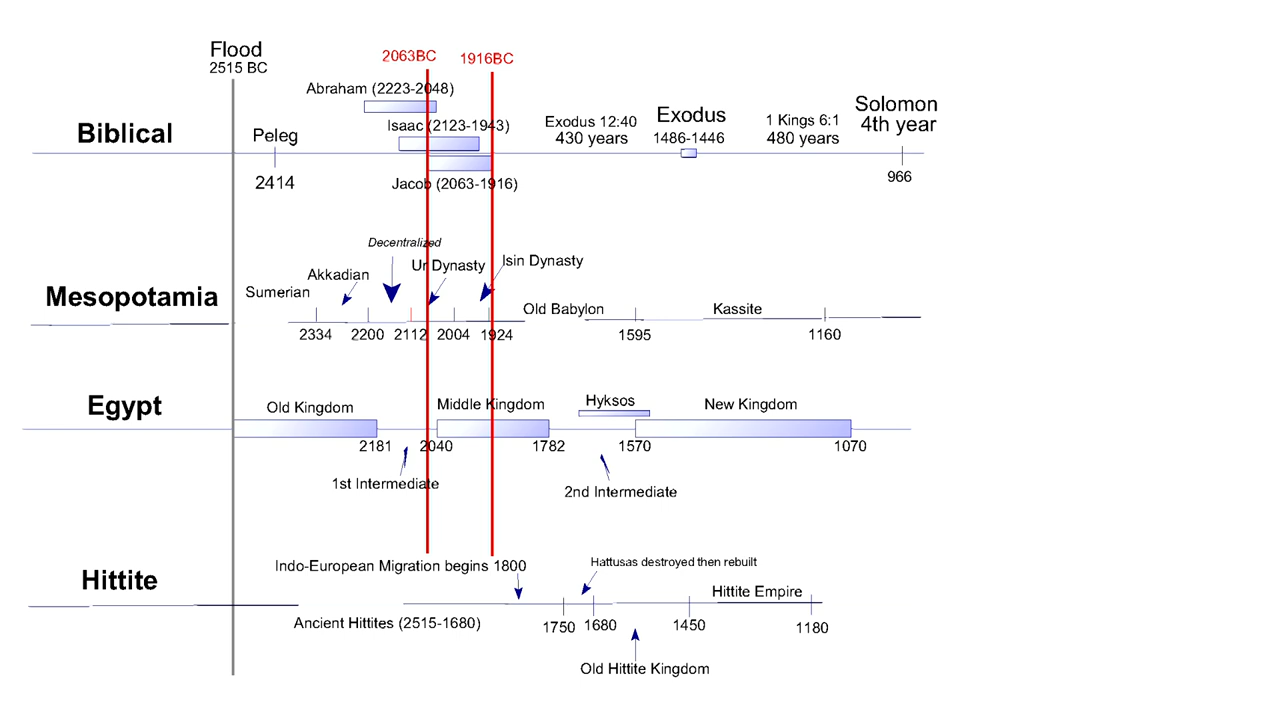 Flood
2515 BC
2063BC
1916BC
Abraham (2223-2048)
Isaac (2123-1943)
Jacob (2063-1916)
Biblical
Peleg
2414
Exodus 12:40
430 years
Exodus
1486-1446
1 Kings 6:1
480 years
Solomon
4th year
966
Decentralized
Akkadian
Ur Dynasty
Isin Dynasty
Sumerian
Mesopotamia
Old Babylon
Kassite
2334
2200
2112
2004
1924
1595
1160
Egypt
Old Kingdom
Middle Kingdom
Hyksos
New Kingdom
2181
2040
1782
1570
1070
1st Intermediate
2nd Intermediate
Hittite
Indo-European Migration begins 1800
Hattusas destroyed then rebuilt
Hittite Empire
Ancient Hittites (2515-1680)
1750
1680
1450
1180
Old Hittite Kingdom